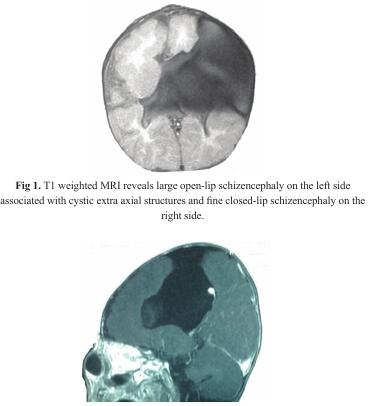 Fig 1. T1 weighted MRI reveals large open-lip schizencephaly on the left side
associated with cystic extra axial structures and fine closed-lip schizencephaly on the
right side.